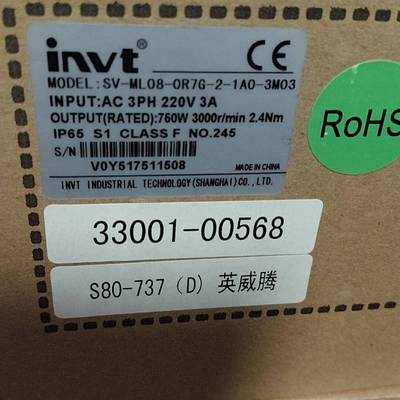 invt CE
MODEL: SV-ML08-0R7G-2-1A0-3M03
INPUT:AC 3PH 220V 3A
OUTPUT(RATED):750W 3000r/min 2.4Nm
IP65 S1 CLASS F NO.245
S/N
V0Y517511508 MADE IN CHINA
INVT INDUSTRIAL TECHNOLOGY(SHANGHAI)CO.,LTD.
RoHS
33001-00568
S80-737 (D) 英威腾